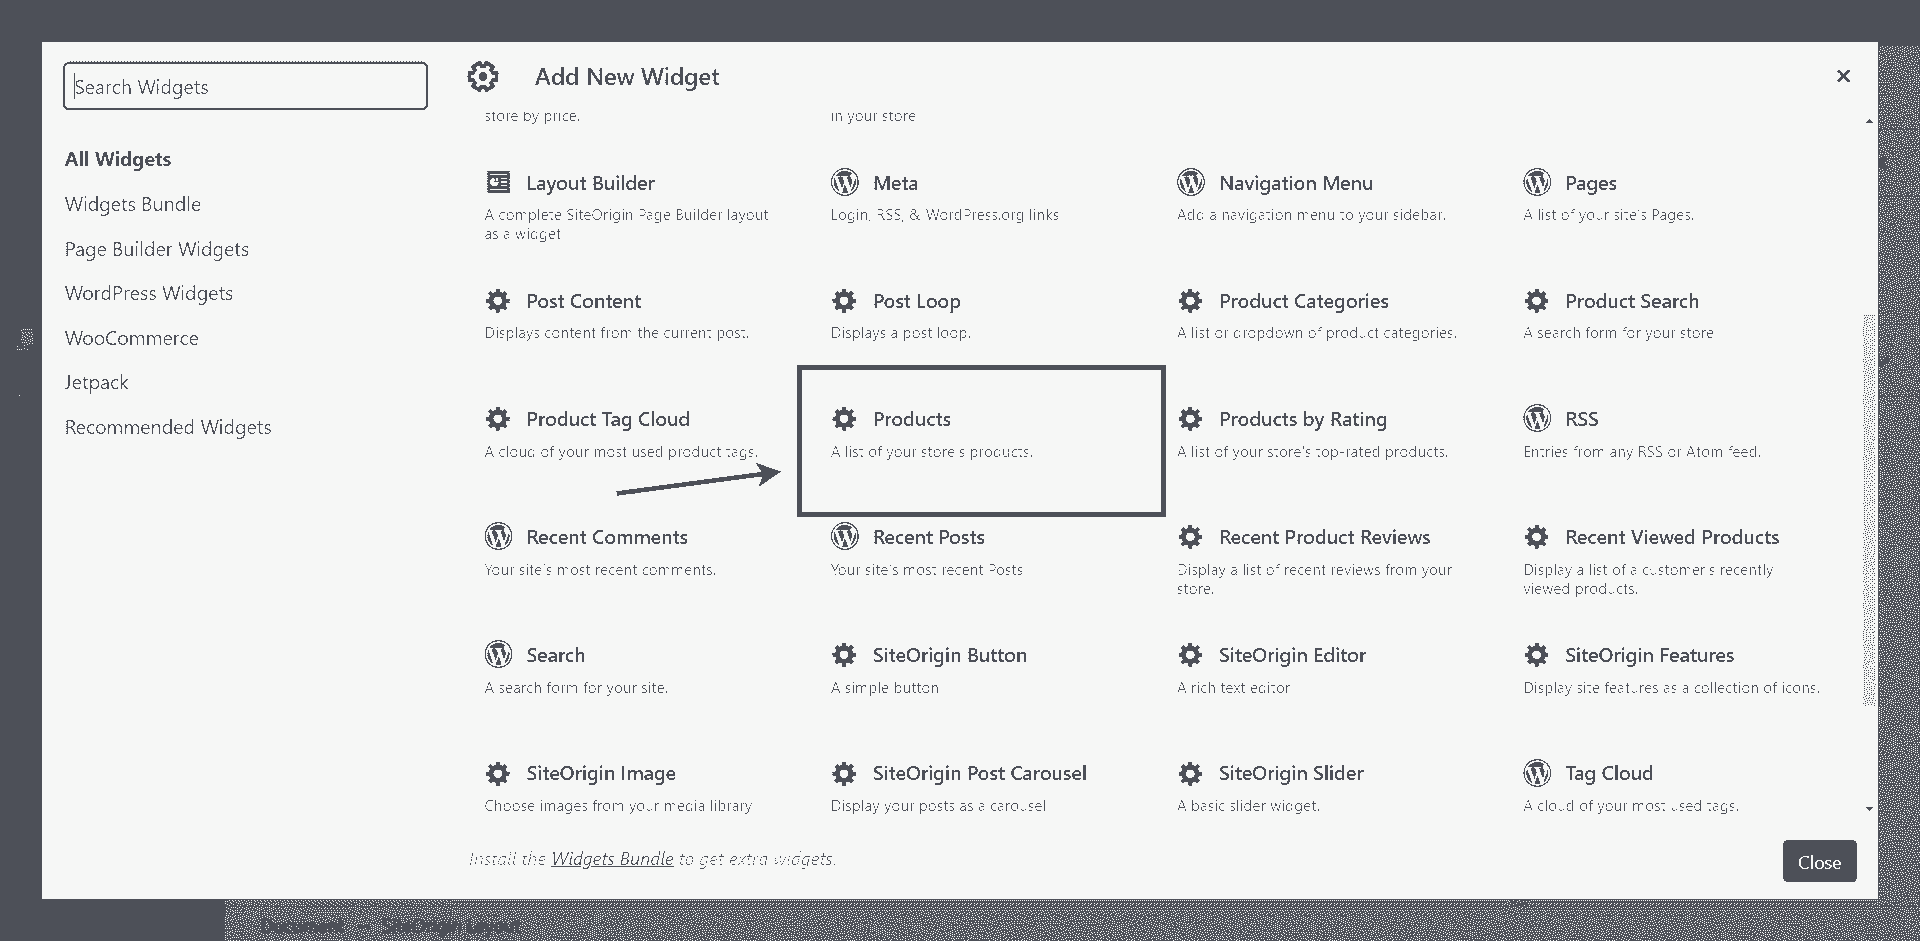 Search Widgets
Add New Widget
All Widgets
Widgets Bundle
Page Builder Widgets
WordPress Widgets
WooCommerce
Jetpack
Recommended Widgets
store by price.
in your store
Layout Builder
A complete SiteOrigin Page Builder layout
as a widget
Meta
Login, RSS, & WordPress.org links
Navigation Menu
Add a navigation menu to your sidebar.
Pages
A list of your site's Pages.
Post Content
Displays content from the current post.
Post Loop
Displays a post loop.
Product Categories
A list or dropdown of product categories.
Product Search
A search form for your store
Product Tag Cloud
A cloud of your most used product tags.
Products
A list of your store's products.
Products by Rating
A list of your store's top-rated products.
RSS
Entries from any RSS or Atom feed.
Recent Comments
Your site's most recent comments.
Recent Posts
Your site's most recent Posts
Recent Product Reviews
Display a list of recent reviews from your
store.
Recent Viewed Products
Display a list of a customer's recently
viewed products.
Search
A search form for your site.
SiteOrigin Button
A simple button
SiteOrigin Editor
A rich text editor
SiteOrigin Features
Display site features as a collection of icons.
SiteOrigin Image
Choose images from your media library
SiteOrigin Post Carousel
Display your posts as a carousel
SiteOrigin Slider
A basic slider widget.
Tag Cloud
A cloud of your most used tags.
Install the Widgets Bundle to get extra widgets.
Close
Document → SiteOrigin Layout